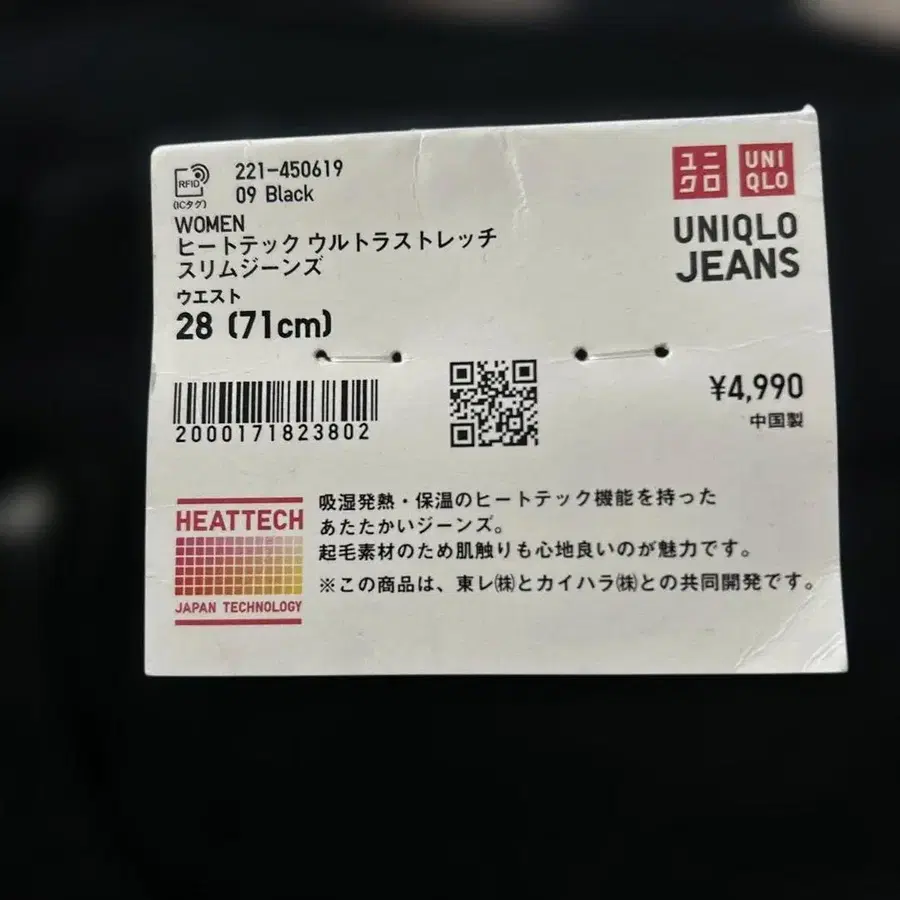 RFID
(ICタグ)
221-450619
09 Black
WOMEN
ヒートテック ウルトラストレッチ
スリムジーンズ
ウエスト
28 (71cm)
2000171823802
ユニ
クロ
UNI
QLO
UNIQLO
JEANS
¥4,990
中国製
HEATTECH
JAPAN TECHNOLOGY
吸湿発熱・保温のヒートテック機能を持った
あたたかいジーンズ。
起毛素材のため肌触りも心地良いのが魅力です。
※この商品は、東レ㈱とカイハラ㈱との共同開発です。